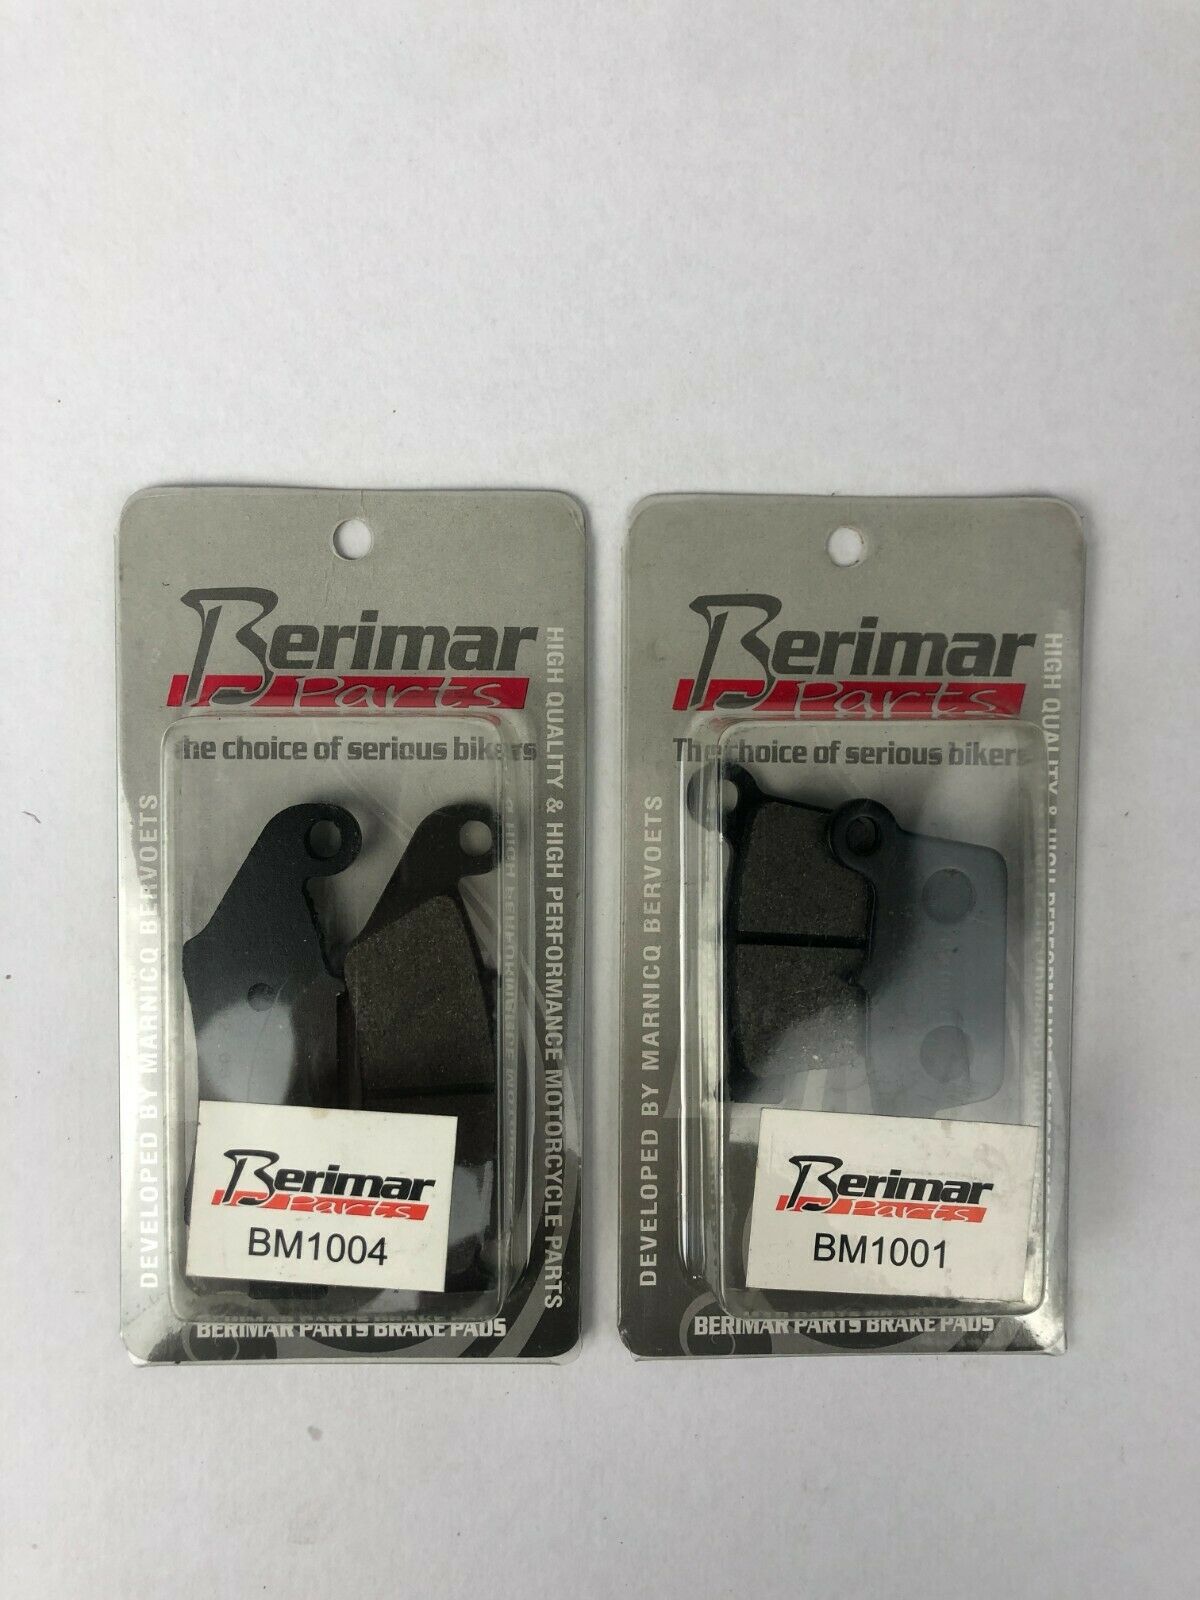 Berimar
Parts
The choice of serious bikers
HIGH QUALITY & HIGH PERFORMANCE MOTORCYCLE PARTS
DEVELOPED BY MARNICQ BERVOETS
Berimar
Parts
BM1004
BERIMAR PARTS BRAKE PADS
Berimar
Parts
The choice of serious bikers
HIGH QUALITY & HIGH PERFORMANCE
DEVELOPED BY MARNICQ BERVOETS
Berimar
Parts
BM1001
BERIMAR PARTS BRAKE PADS